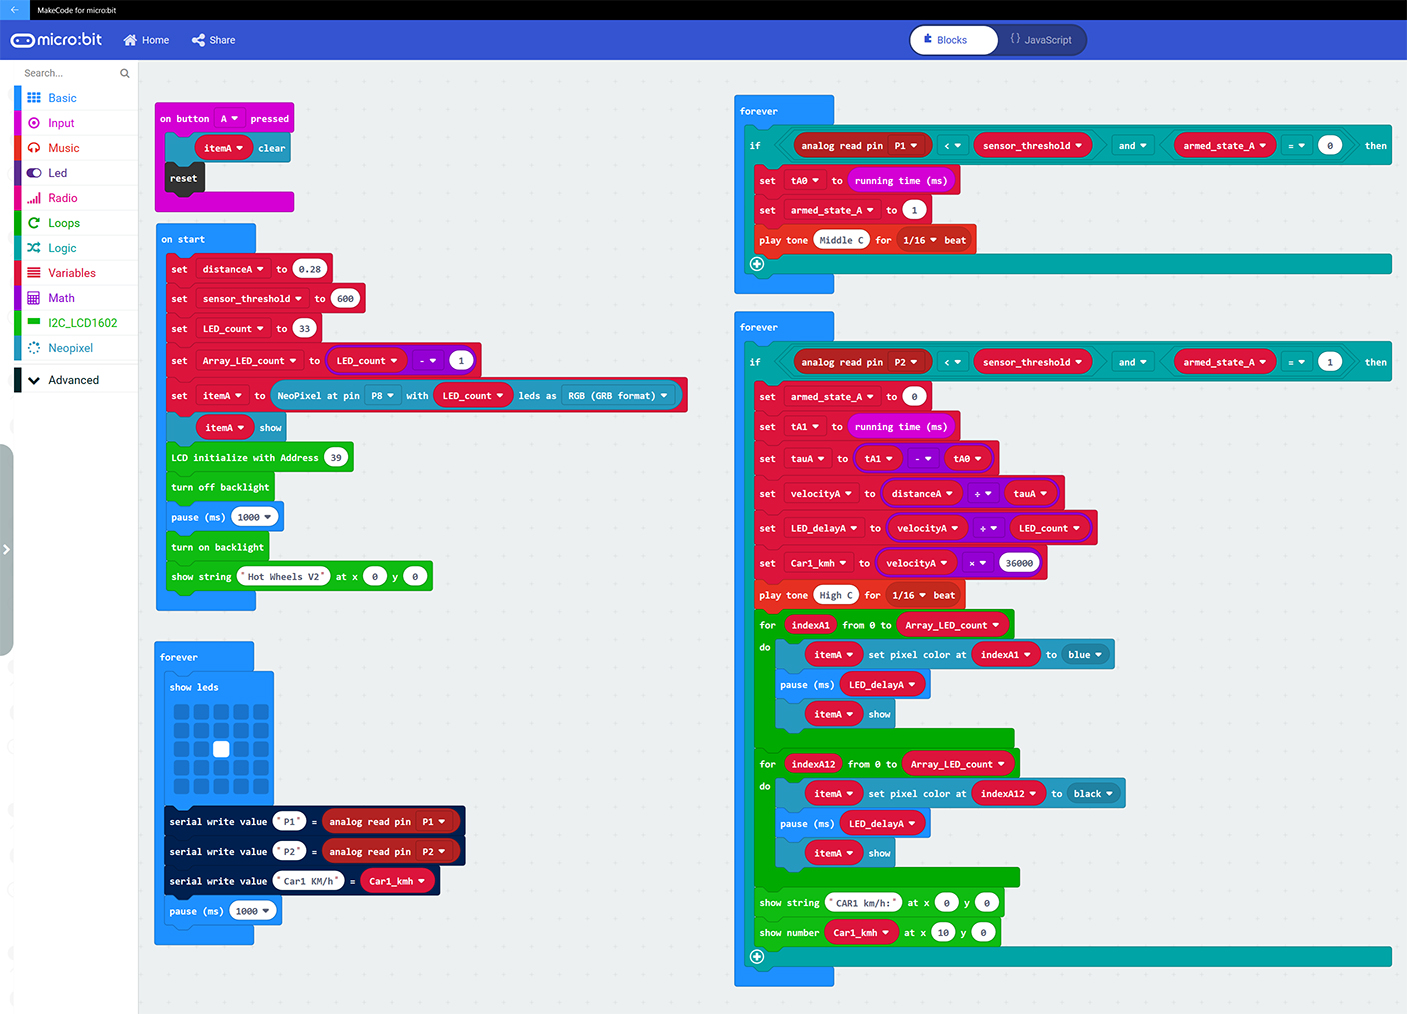 MakeCode for micro:bit
micro:bit Home Share Blocks {} JavaScript
Search...
Basic
Input
Music
Led
Radio
Loops
Logic
Variables
Math
I2C_LCD1602
Neopixel
Advanced
on button A pressed
itemA clear
reset
on start
set distanceA to 0.28
set sensor_threshold to 600
set LED_count to 33
set Array_LED_count to LED_count - 1
set itemA to NeoPixel at pin P8 with LED_count leds as RGB (GRB format)
itemA show
LCD initialize with Address 39
turn off backlight
pause (ms) 1000
turn on backlight
show string "Hot Wheels V2" at x 0 y 0
forever
show leds
serial write value "P1" = analog read pin P1
serial write value "P2" = analog read pin P2
serial write value "Car1 KM/h" = Car1_kmh
pause (ms) 1000
forever
if analog read pin P1 < sensor_threshold and armed_state_A = 0 then
set tA0 to running time (ms)
set armed_state_A to 1
play tone Middle C for 1/16 beat
forever
if analog read pin P2 < sensor_threshold and armed_state_A = 1 then
set armed_state_A to 0
set tA1 to running time (ms)
set tauA to tA1 - tA0
set velocityA to distanceA ÷ tauA
set LED_delayA to velocityA ÷ LED_count
set Car1_kmh to velocityA × 36000
play tone High C for 1/16 beat
for indexA1 from 0 to Array_LED_count
do itemA set pixel color at indexA1 to blue
pause (ms) LED_delayA
itemA show
for indexA12 from 0 to Array_LED_count
do itemA set pixel color at indexA12 to black
pause (ms) LED_delayA
itemA show
show string "CAR1 km/h:" at x 0 y 0
show number Car1_kmh at x 10 y 0